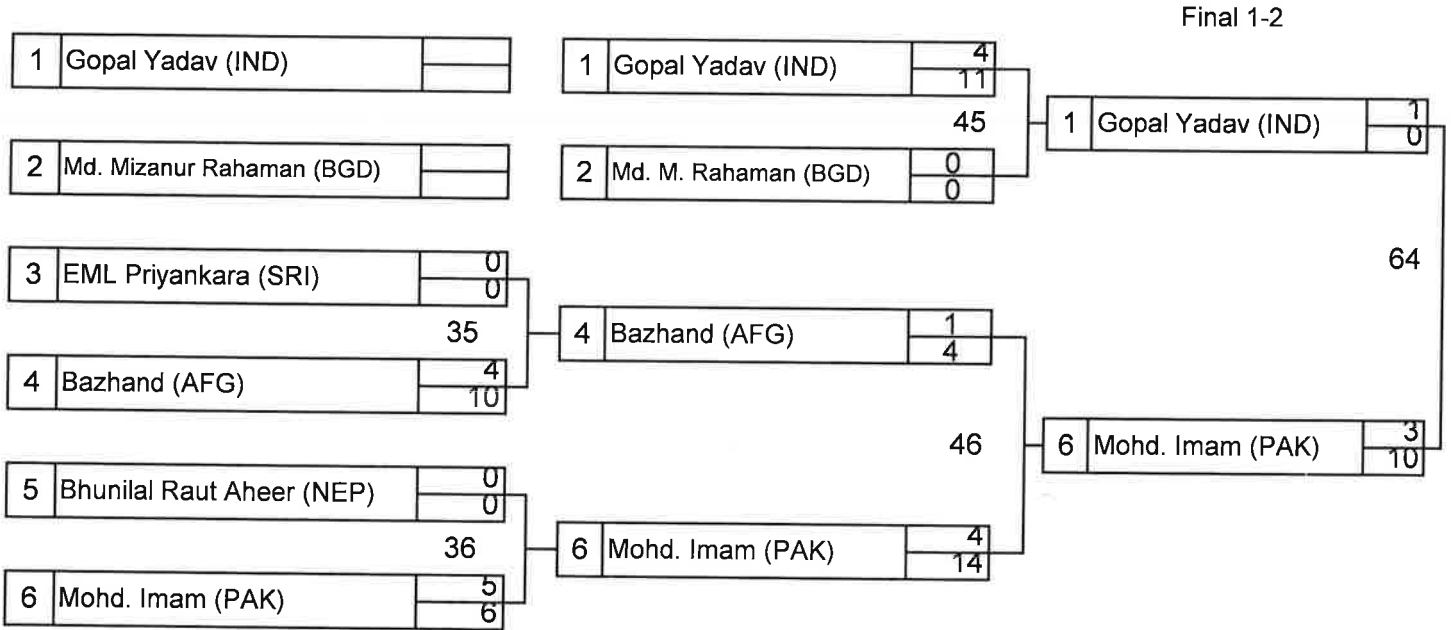 Final 1-2
1 Gopal Yadav (IND)
2 Md. Mizanur Rahaman (BGD)
3 EML Priyankara (SRI) 0 0
35
4 Bazhand (AFG) 4 10
5 Bhunilal Raut Aheer (NEP) 0 0
36
6 Mohd. Imam (PAK) 5 6
1 Gopal Yadav (IND) 4 11
45
2 Md. M. Rahaman (BGD) 0 0
4 Bazhand (AFG) 1 4
46
6 Mohd. Imam (PAK) 4 14
1 Gopal Yadav (IND) 1 0
64
6 Mohd. Imam (PAK) 3 10